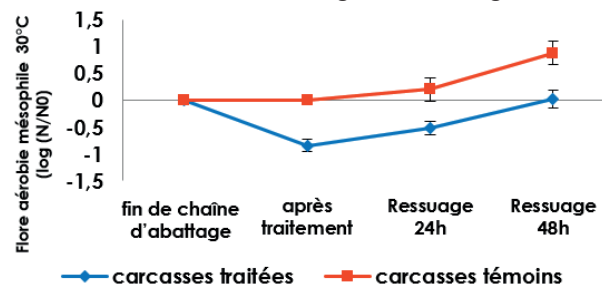 Flore dérobie mésophile 30°C
(log (N/N0)
1,5
1
0,5
0
-0,5
-1
-1,5
fin de chaîne
d'abattage
après
traitement
Ressuage
24h
Ressuage
48h
carcasses traitées
carcasses témoins